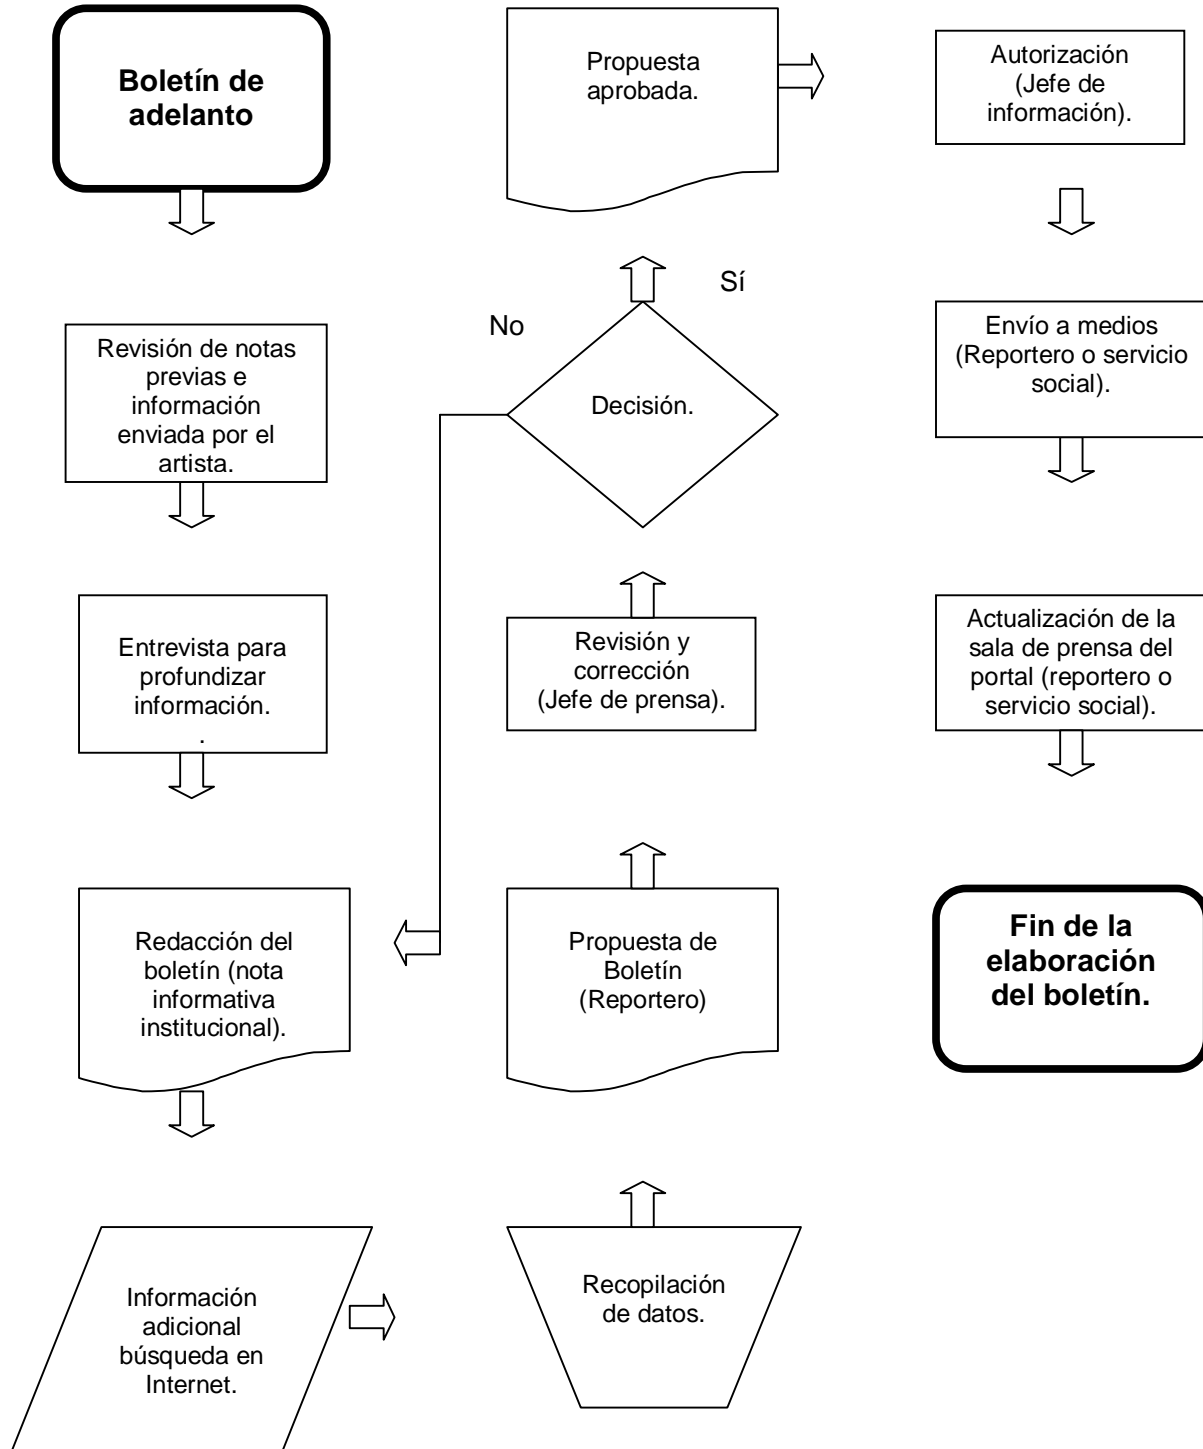 Boletín de
adelanto
Revisión de notas
previas e
información
enviada por el
artista.
Entrevista para
profundizar
información.
.
Redacción del
boletín (nota
informativa
institucional).
Información
adicional
búsqueda en
Internet.
Recopilación
de datos.
Propuesta de
Boletín
(Reportero)
Revisión y
corrección
(Jefe de prensa).
Decisión.
No
Sí
Propuesta
aprobada.
Autorización
(Jefe de
información).
Envío a medios
(Reportero o servicio
social).
Actualización de la
sala de prensa del
portal (reportero o
servicio social).
Fin de la
elaboración
del boletín.